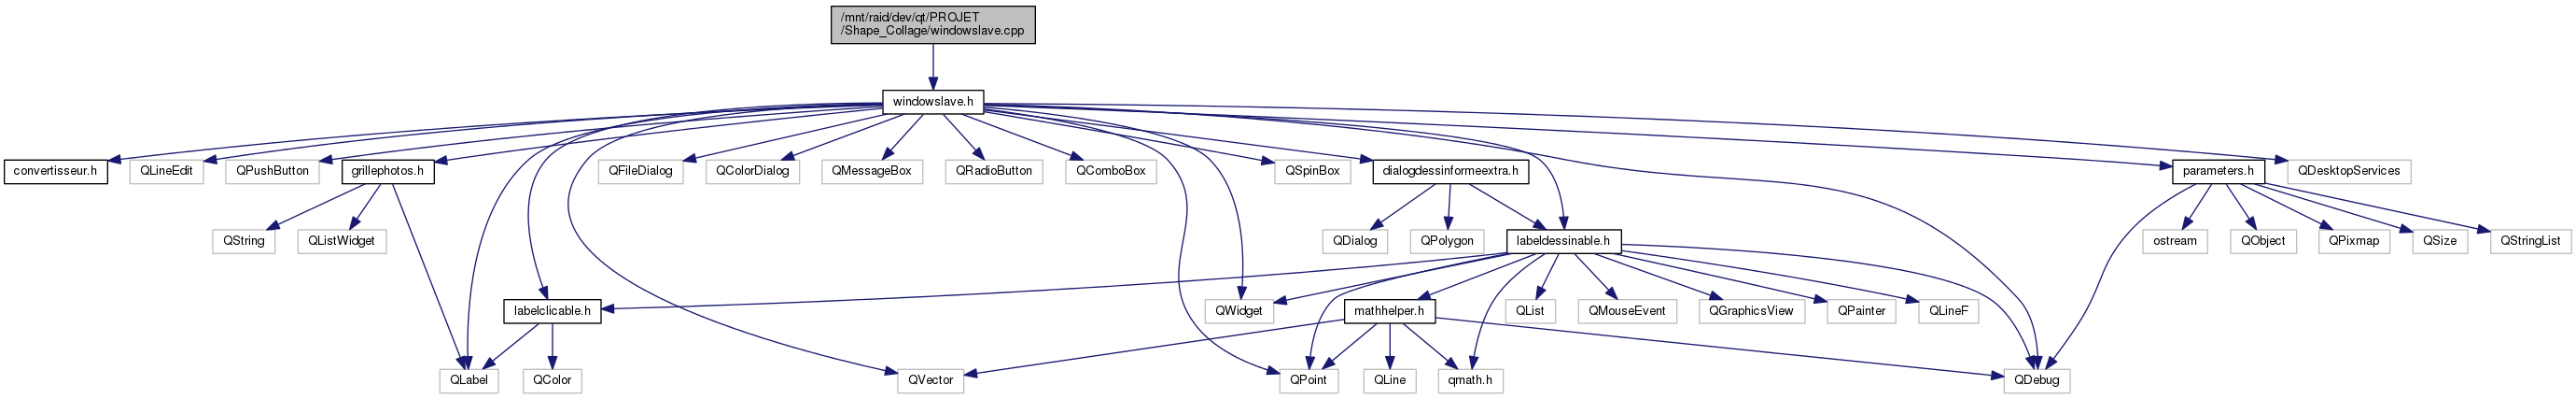 /mnt/raid/dev/qt/PROJET
/Shape_Collage/windowslave.cpp
windowslave.h
convertisseur.h
QLineEdit
QPushButton
grillephotos.h
QFileDialog
QColorDialog
QMessageBox
QRadioButton
QComboBox
QSpinBox
dialogdessinformeextra.h
parameters.h
QDesktopServices
QString
QListWidget
QDialog
QPolygon
labeldessinable.h
ostream
QObject
QPixmap
QSize
QStringList
labelclicable.h
QWidget
mathhelper.h
QList
QMouseEvent
QGraphicsView
QPainter
QLineF
QLabel
QColor
QVector
QPoint
QLine
qmath.h
QDebug